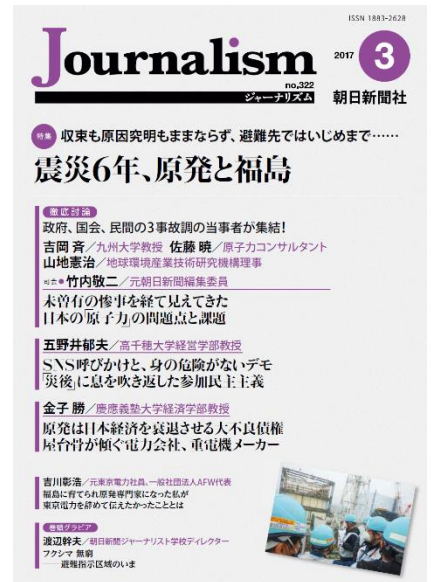 ISSN 1883-2628
Journalism
2017 3
no,322
ジャーナリズム
朝日新聞社
特集 収束も原因究明もままならず、避難先ではいじめまで……
震災6年、原発と福島
徹底討論
政府、国会、民間の3事故調の当事者が集結!
吉岡 斉/九州大学教授 佐藤 暁/原子力コンサルタント
山地憲治/地球環境産業技術研究機構理事
司会●竹内敬二/元朝日新聞編集委員
未曽有の惨事を経て見えてきた
日本の「原子力」の問題点と課題
五野井郁夫/高千穂大学経営学部教授
SNS呼びかけと、身の危険がないデモ
「災後」に息を吹き返した参加民主主義
金子 勝/慶應義塾大学経済学部教授
原発は日本経済を衰退させる大不良債権
屋台骨が傾ぐ電力会社、重電機メーカー
吉川彰浩/元東京電力社員、一般社団法人AFW代表
福島に育てられ原発専門家になった私が
東京電力を辞めて伝えたかったこととは
巻頭グラビア
渡辺幹夫/朝日新聞ジャーナリスト学校ディレクター
フクシマ 無窮
――避難指示区域のいま